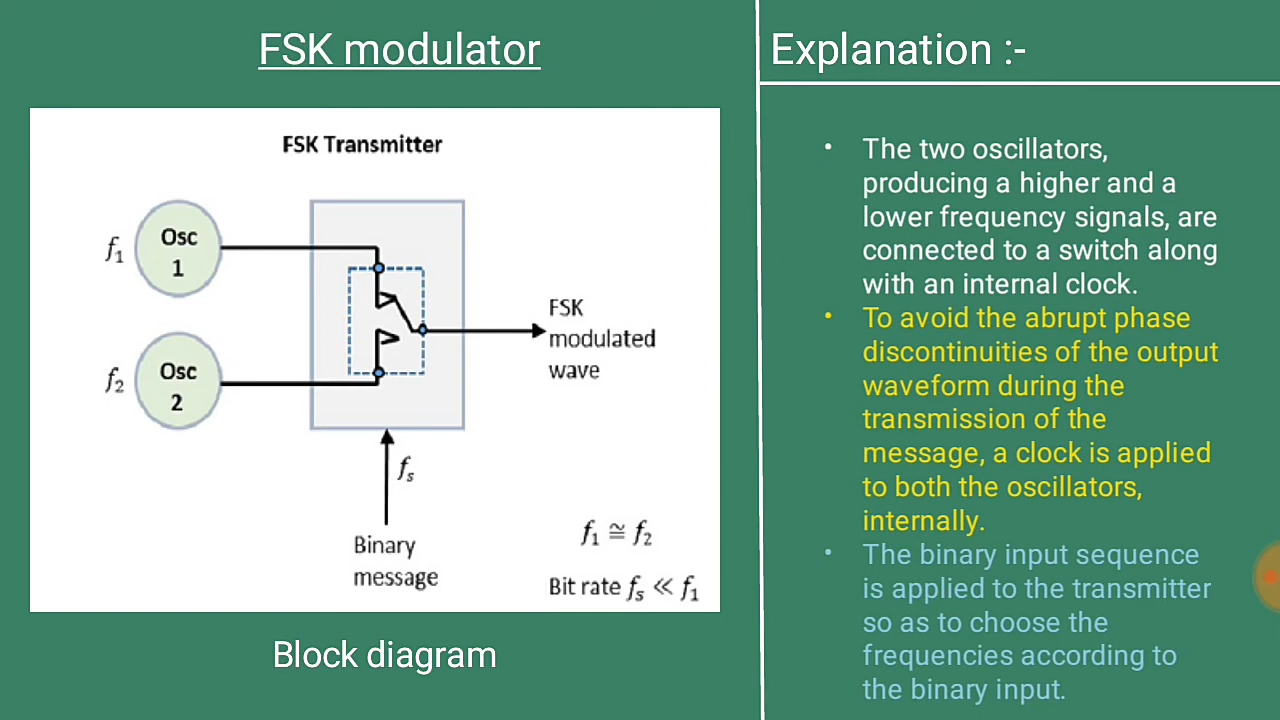 FSK modulator
FSK Transmitter
f1
Osc
1
f2
Osc
2
FSK
modulated
wave
fs
Binary
message
f1 ≅ f2
Bit rate fs ≪ f1
Block diagram
Explanation :-
• The two oscillators,
producing a higher and a
lower frequency signals, are
connected to a switch along
with an internal clock.
• To avoid the abrupt phase
discontinuities of the output
waveform during the
transmission of the
message, a clock is applied
to both the oscillators,
internally.
• The binary input sequence
is applied to the transmitter
so as to choose the
frequencies according to
the binary input.